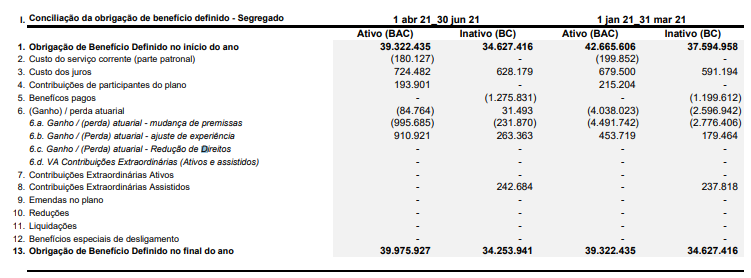 I. Conciliação da obrigação de benefício definido - Segregado 1 abr 21_30 jun 21 1 jan 21_31 mar 21
Ativo (BAC) Inativo (BC) Ativo (BAC) Inativo (BC)
1. Obrigação de Benefício Definido no início do ano 39.322.435 34.627.416 42.665.606 37.594.958
2. Custo do serviço corrente (parte patronal) (180.127) - (199.852) -
3. Custo dos juros 724.482 628.179 679.500 591.194
4. Contribuições de participantes do plano 193.901 - 215.204 -
5. Benefícos pagos - (1.275.831) - (1.199.612)
6. (Ganho) / perda atuarial (84.764) 31.493 (4.038.023) (2.596.942)
6.a. Ganho / (perda) atuarial - mudança de premissas (995.685) (231.870) (4.491.742) (2.776.406)
6.b. Ganho / (Perda) atuarial - ajuste de experiência 910.921 263.363 453.719 179.464
6.c. Ganho / (Perda) atuarial - Redução de Direitos - - - -
6.d. VA Contribuições Extraordinárias (Ativos e assistidos) - - - -
7. Contribuições Extraordinárias Ativos - - - -
8. Contribuições Extraordinárias Assistidos - 242.684 - 237.818
9. Emendas no plano - - - -
10. Reduções - - - -
11. Liquidações - - - -
12. Benefícios especiais de desligamento - - - -
13. Obrigação de Benefício Definido no final do ano 39.975.927 34.253.941 39.322.435 34.627.416